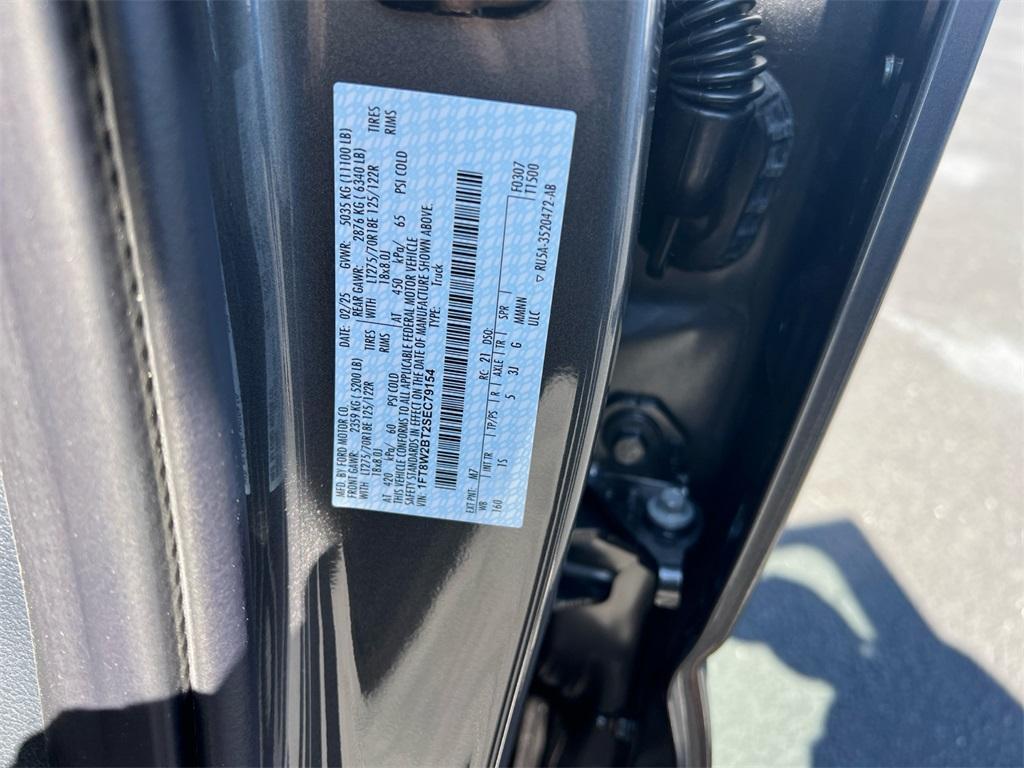 MFD. BY FORD MOTOR CO.
DATE: 02/25 GVWR: 5035 KG (11100 LB)
FRONT GAWR: 2359 KG (5200 LB)
REAR GAWR: 2876 KG (6340 LB)
WITH LT275/70R18E 125/122R TIRES
WITH LT275/70R18E 125/122R TIRES
18x8.0J RIMS
18x8.0J RIMS
AT 420 kPa/ 60 PSI COLD
AT 450 kPa/ 65 PSI COLD
THIS VEHICLE CONFORMS TO ALL APPLICABLE FEDERAL MOTOR VEHICLE
SAFETY STANDARDS IN EFFECT ON THE DATE OF MANUFACTURE SHOWN ABOVE.
VIN: 1FT8W2BT2SEC79154 TYPE: Truck
EXT PNT: M7 RC: 21 DSO: F0307
WB | INT TR | TP/PS | R | AXLE | TR | SPR | T1500
160 TS 5 3J G MAMN
ULC ▽ RU5A-3520472-AB